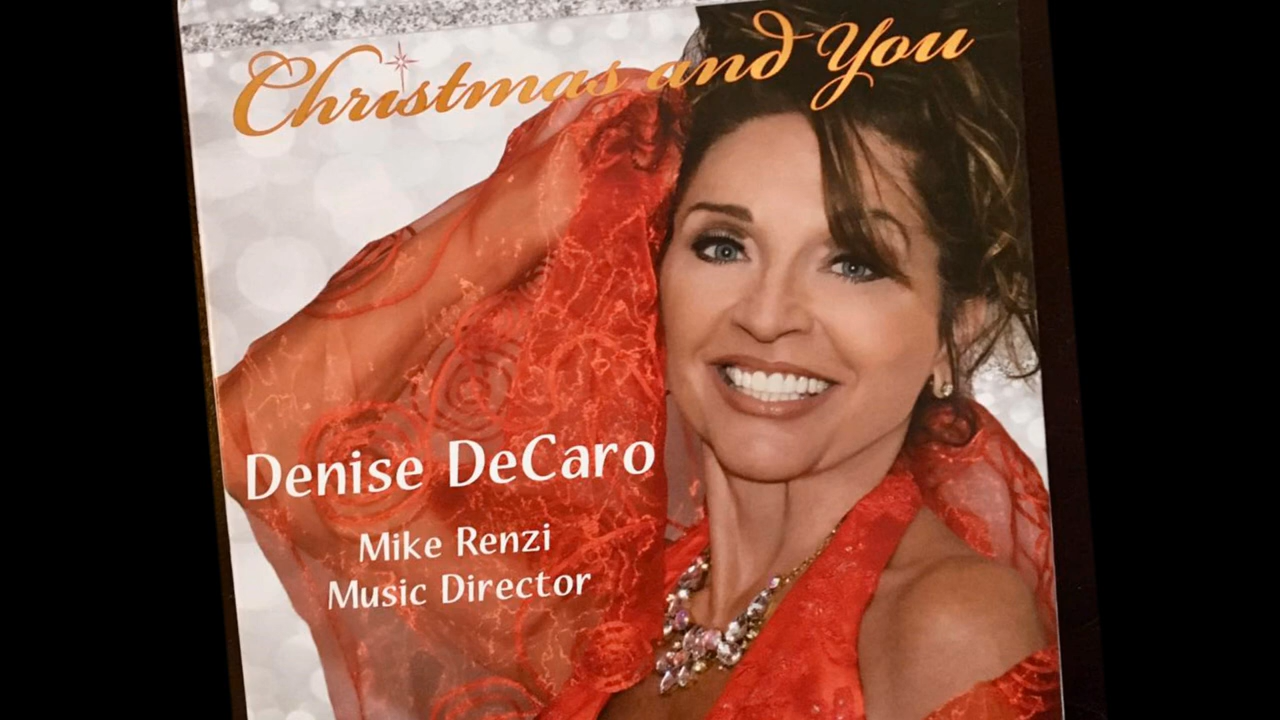 Christmas and You
Denise DeCaro
Mike Renzi
Music Director